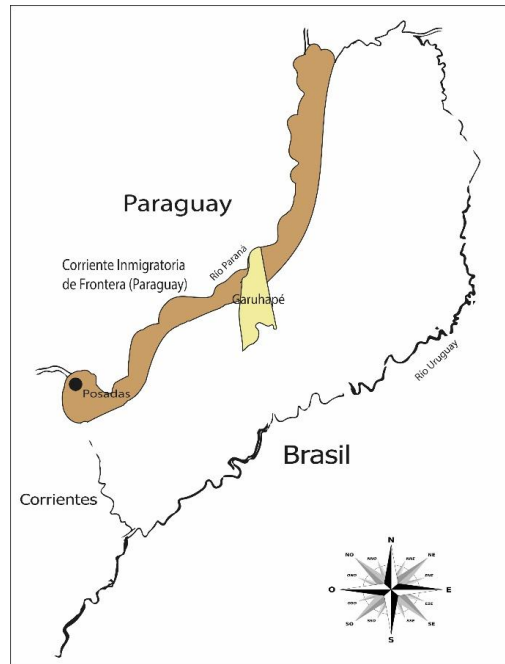 Paraguay
Río Paraná
Corriente Inmigratoria
de Frontera (Paraguay)
Garuhapé
Posadas
Río Uruguay
Brasil
Corrientes
N
NO
NE
O
E
SO
SE
S